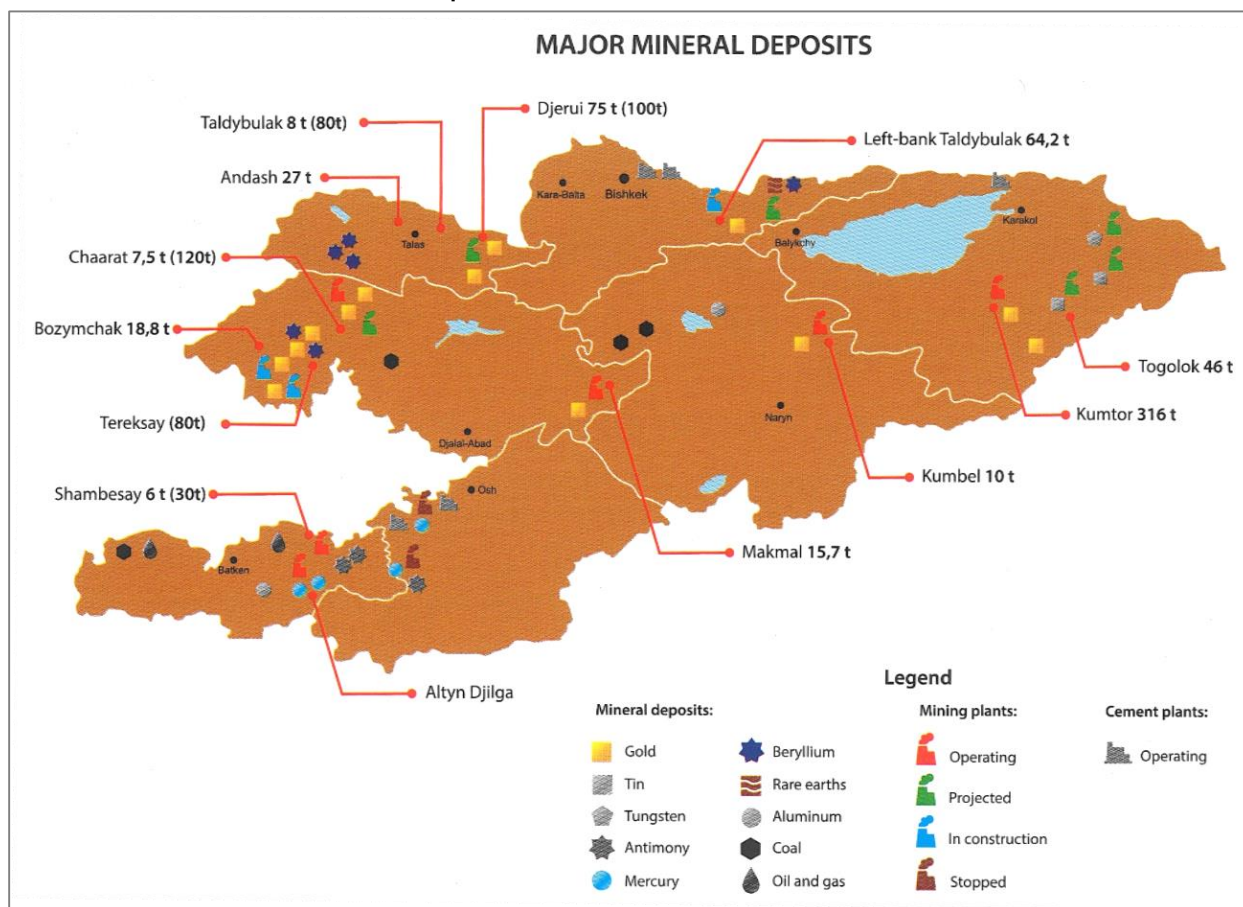 MAJOR MINERAL DEPOSITS
Djerui 75 t (100t)
Taldybulak 8 t (80t)
Left-bank Taldybulak 64,2 t
Andash 27 t
Kara-Balta
Bishkek
Karakol
Talas
Balykchy
Chaarat 7,5 t (120t)
Bozymchak 18,8 t
Togolok 46 t
Tereksay (80t)
Naryn
Kumtor 316 t
Djalal-Abad
Kumbel 10 t
Shambesay 6 t (30t)
Osh
Makmal 15,7 t
Batken
Altyn Djilga
Legend
Mineral deposits:
Gold
Tin
Tungsten
Antimony
Mercury
Beryllium
Rare earths
Aluminum
Coal
Oil and gas
Mining plants:
Operating
Projected
In construction
Stopped
Cement plants:
Operating